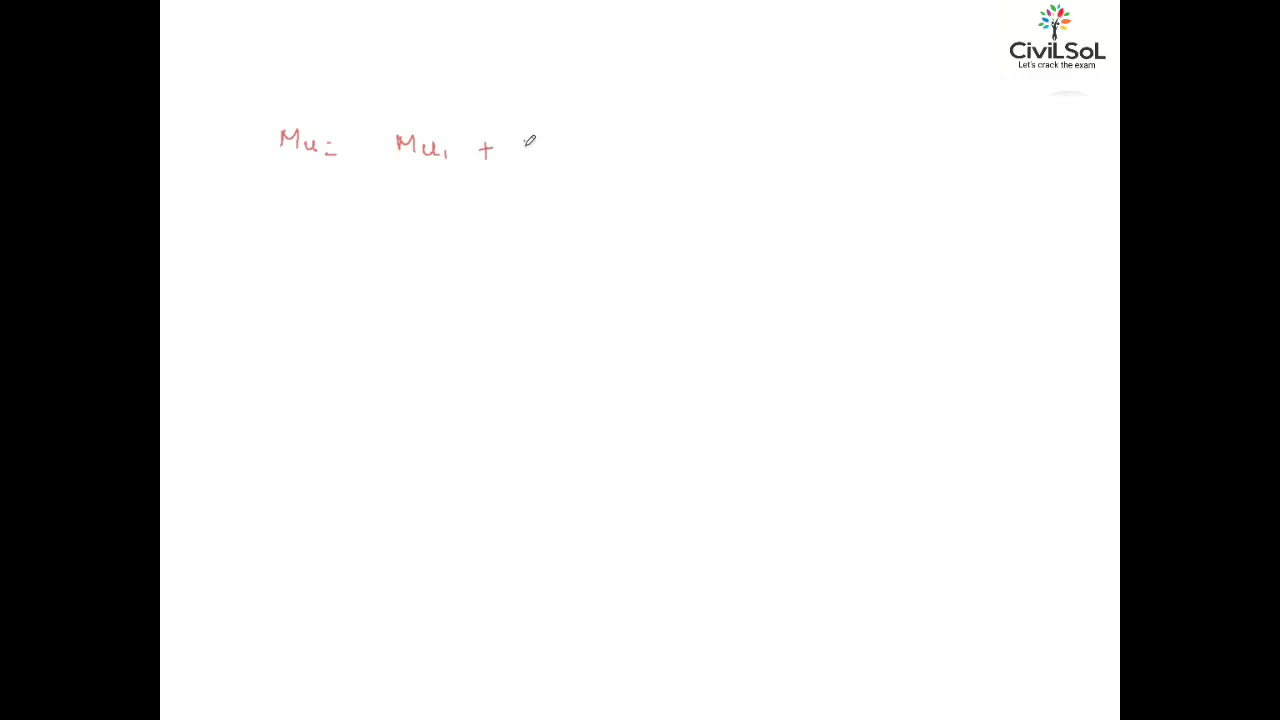 CiviLSoL
Let's crack the exam
Mu= Mu₁ +